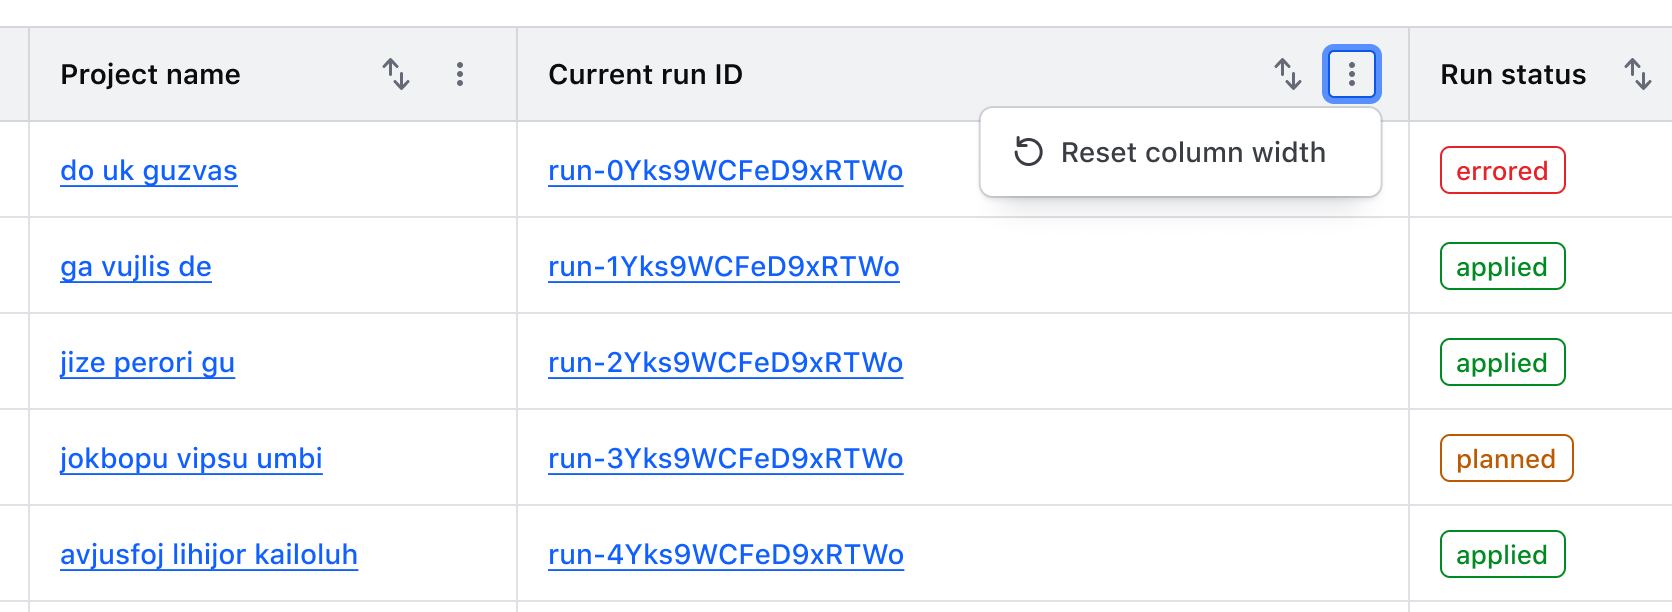 Project name Current run ID Run status
Reset column width
do uk guzvas run-0Yks9WCFeD9xRTWo errored
ga vujlis de run-1Yks9WCFeD9xRTWo applied
jize perori gu run-2Yks9WCFeD9xRTWo applied
jokbopu vipsu umbi run-3Yks9WCFeD9xRTWo planned
avjusfoj lihijor kailoluh run-4Yks9WCFeD9xRTWo applied